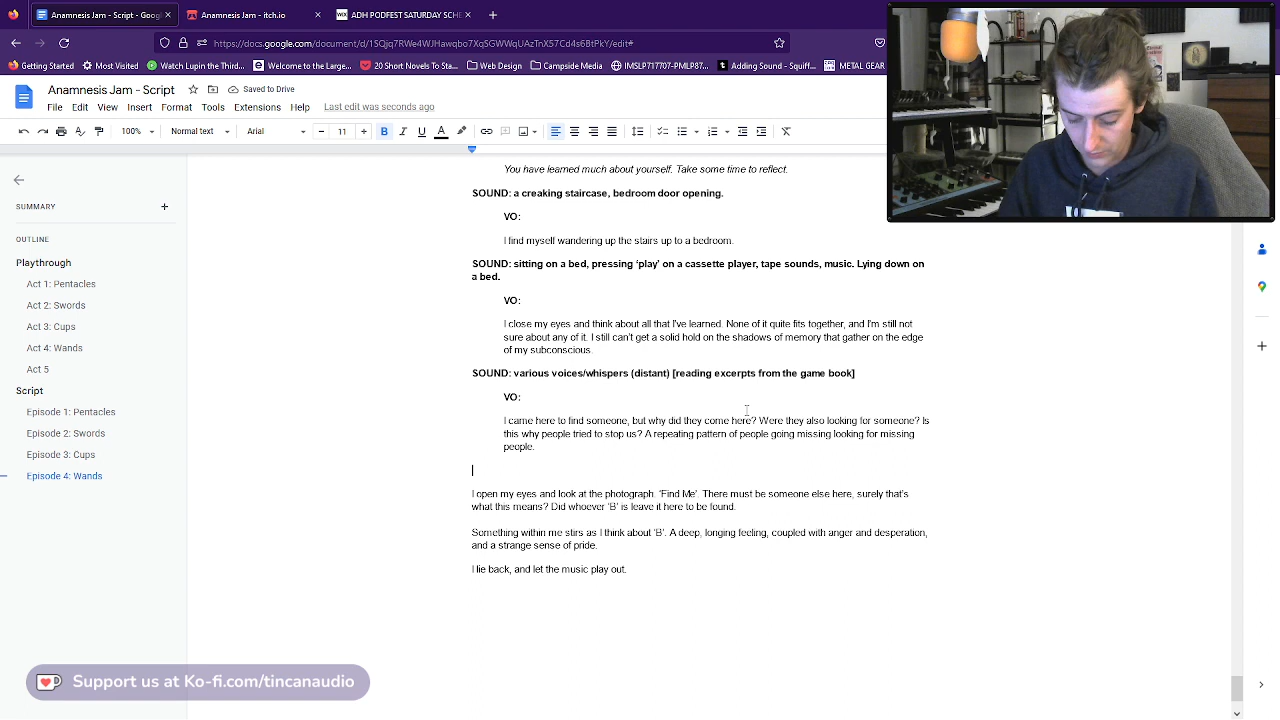 Anamnesis Jam - Script - Goog
Anamnesis Jam - itch.io
ADH PODFEST SATURDAY SCHE
https://docs.google.com/document/d/1SQjq7RWe4WJHawqbo7XqSGWWqUAzTnXS7Cd4s6BtPkY/edit#
Getting Started
Most Visited
Watch Lupin the Third...
Welcome to the Large...
20 Short Novels To Sta...
Web Design
Campside Media
IMSLP717707-PMLP87...
Adding Sound - Squiff...
METAL GEAR
Anamnesis Jam - Script
Saved to Drive
File Edit View Insert Format Tools Extensions Help Last edit was seconds ago
100% Normal text Arial 11
SUMMARY
OUTLINE
Playthrough
Act 1: Pentacles
Act 2: Swords
Act 3: Cups
Act 4: Wands
Act 5
Script
Episode 1: Pentacles
Episode 2: Swords
Episode 3: Cups
Episode 4: Wands
You have learned much about yourself. Take some time to reflect.
SOUND: a creaking staircase, bedroom door opening.
VO:
I find myself wandering up the stairs up to a bedroom.
SOUND: sitting on a bed, pressing ‘play’ on a cassette player, tape sounds, music. Lying down on
a bed.
VO:
I close my eyes and think about all that I’ve learned. None of it quite fits together, and I’m still not
sure about any of it. I still can’t get a solid hold on the shadows of memory that gather on the edge
of my subconscious.
SOUND: various voices/whispers (distant) [reading excerpts from the game book]
VO:
I came here to find someone, but why did they come here? Were they also looking for someone? Is
this why people tried to stop us? A repeating pattern of people going missing looking for missing
people.
I open my eyes and look at the photograph. ‘Find Me’. There must be someone else here, surely that’s
what this means? Did whoever ‘B’ is leave it here to be found.
Something within me stirs as I think about ‘B’. A deep, longing feeling, coupled with anger and desperation,
and a strange sense of pride.
I lie back, and let the music play out.
Support us at Ko-fi.com/tincanaudio